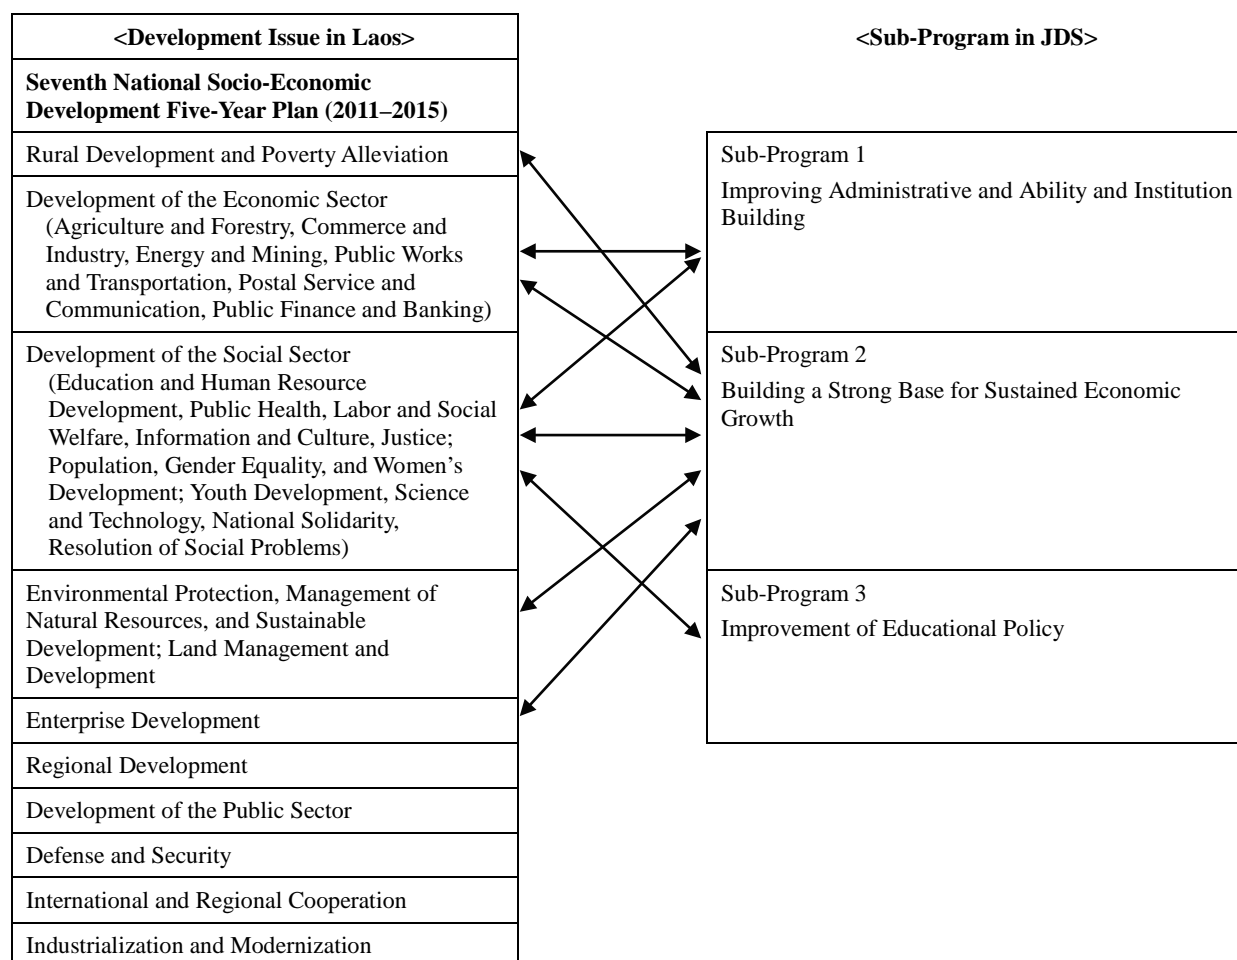 <Development Issue in Laos>
Seventh National Socio-Economic
Development Five-Year Plan (2011–2015)
Rural Development and Poverty Alleviation
Development of the Economic Sector
(Agriculture and Forestry, Commerce and
Industry, Energy and Mining, Public Works
and Transportation, Postal Service and
Communication, Public Finance and Banking)
Development of the Social Sector
(Education and Human Resource
Development, Public Health, Labor and Social
Welfare, Information and Culture, Justice;
Population, Gender Equality, and Women’s
Development; Youth Development, Science
and Technology, National Solidarity,
Resolution of Social Problems)
Environmental Protection, Management of
Natural Resources, and Sustainable
Development; Land Management and
Development
Enterprise Development
Regional Development
Development of the Public Sector
Defense and Security
International and Regional Cooperation
Industrialization and Modernization
<Sub-Program in JDS>
Sub-Program 1
Improving Administrative and Ability and Institution
Building
Sub-Program 2
Building a Strong Base for Sustained Economic
Growth
Sub-Program 3
Improvement of Educational Policy